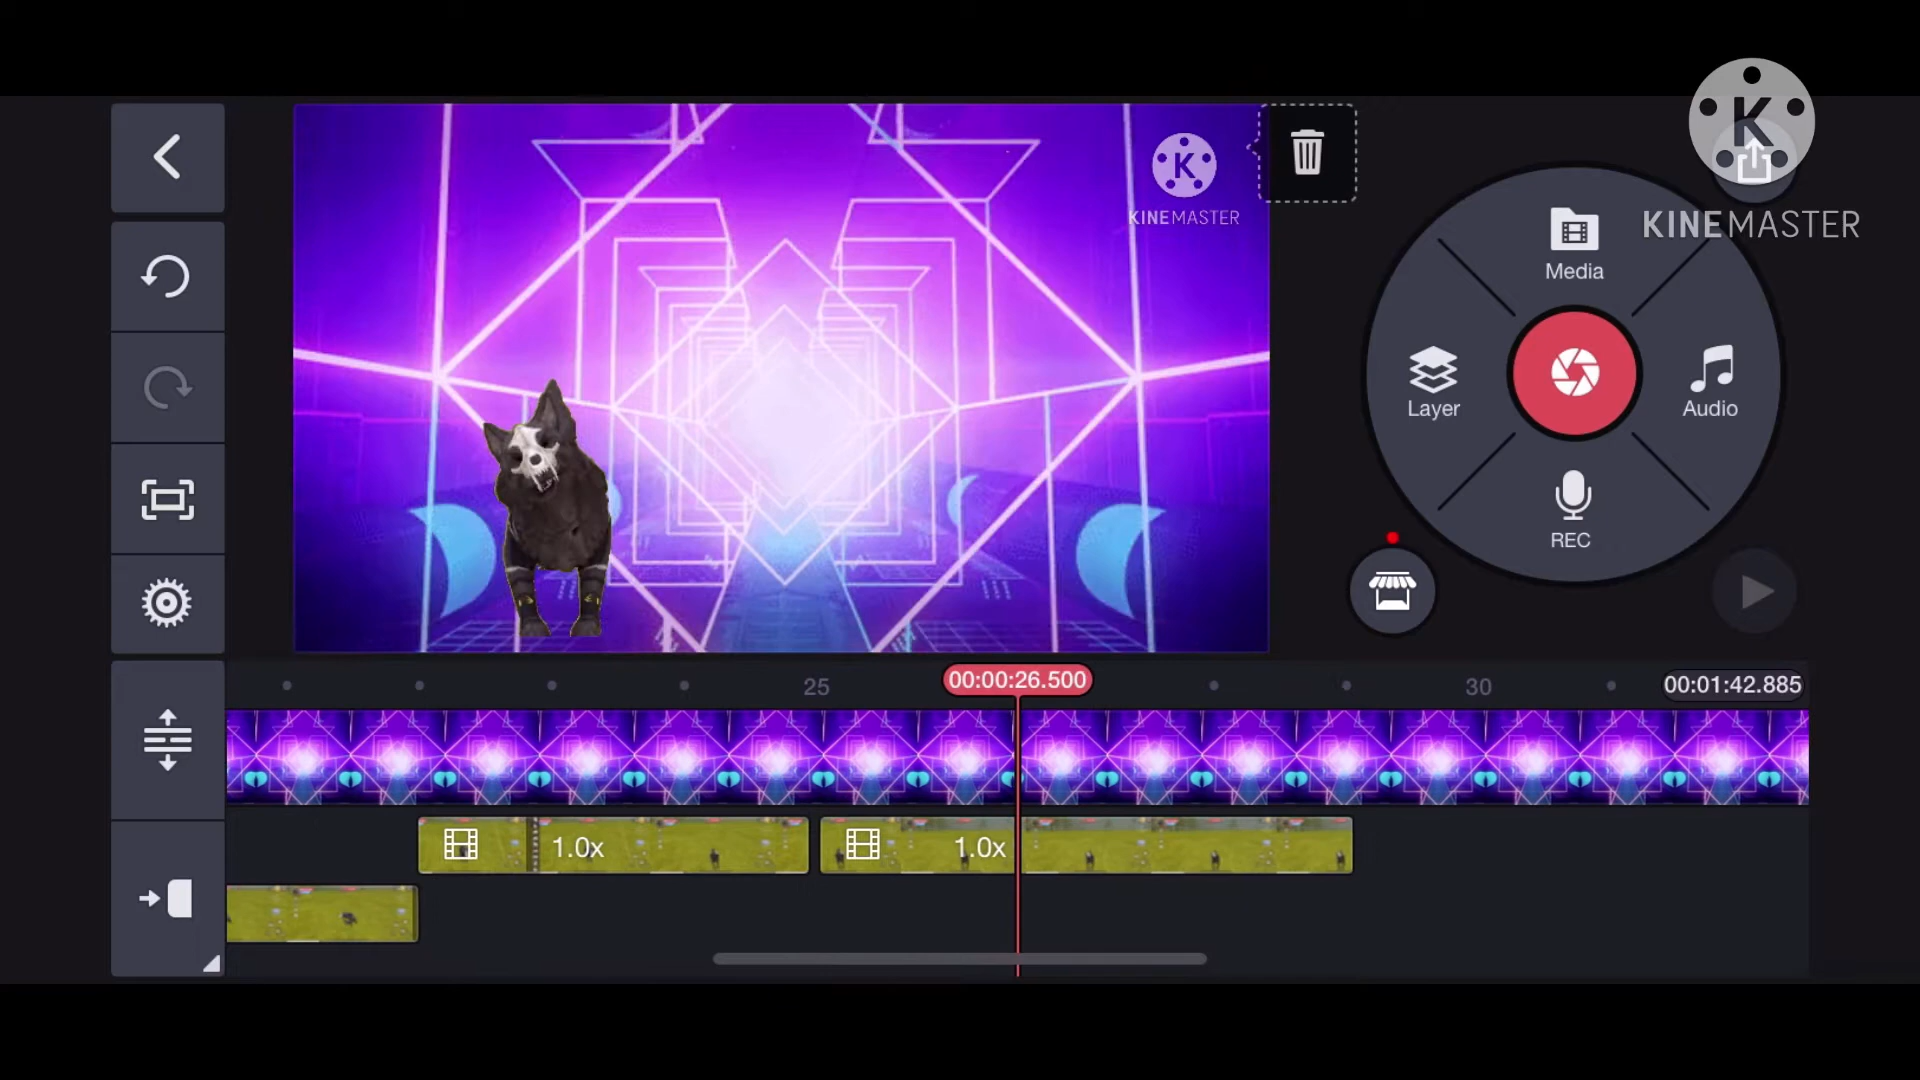 K
KINEMASTER
K
KINEMASTER
Media
Layer
Audio
REC
25
00:00:26.500
30
00:01:42.885
1.0x
1.0x